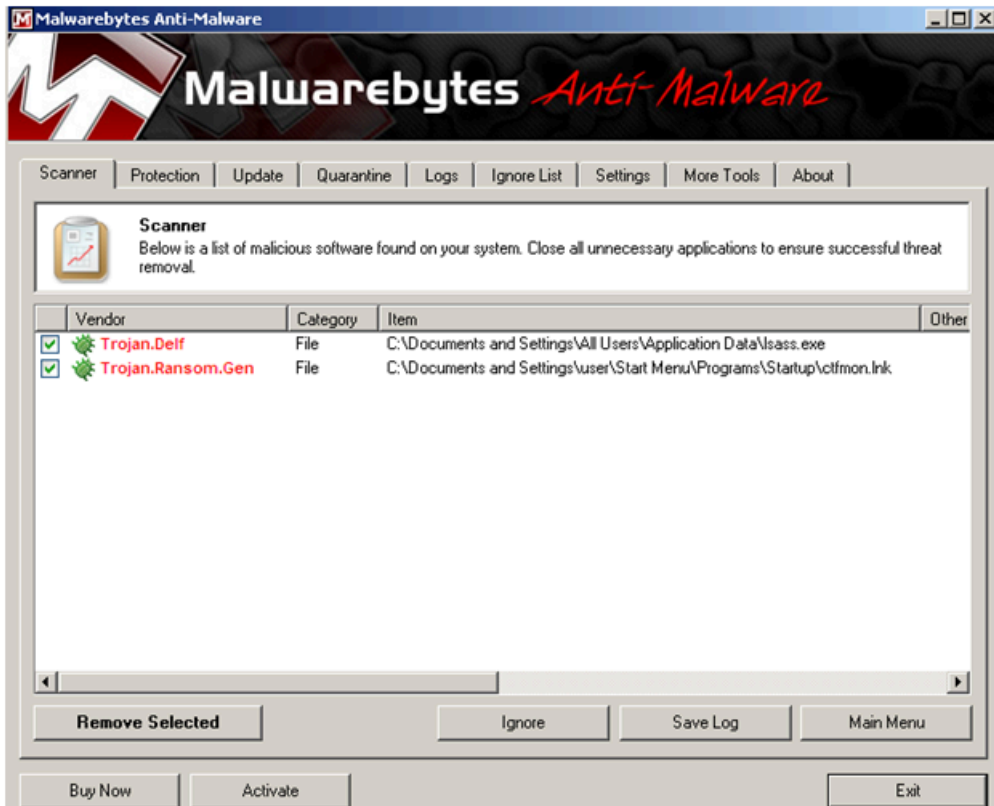 Malwarebytes Anti-Malware
Malwarebytes Anti-Malware
Scanner Protection Update Quarantine Logs Ignore List Settings More Tools About
Scanner
Below is a list of malicious software found on your system. Close all unnecessary applications to ensure successful threat
removal.
Vendor Category Item Other
Trojan.Delf File C:\Documents and Settings\All Users\Application Data\lsass.exe
Trojan.Ransom.Gen File C:\Documents and Settings\user\Start Menu\Programs\Startup\ctfmon.lnk
Remove Selected Ignore Save Log Main Menu
Buy Now Activate Exit